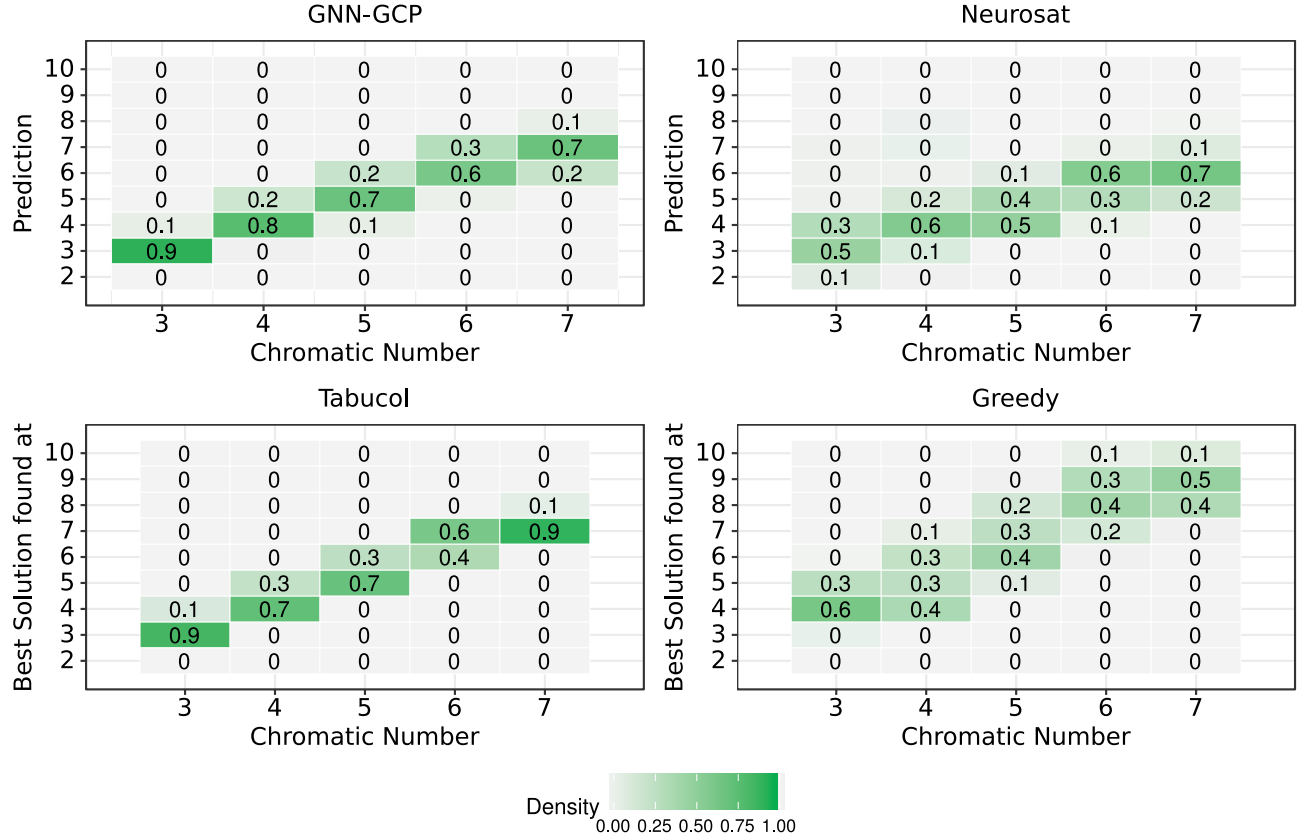 GNN-GCP
Prediction
10 0 0 0 0 0
9 0 0 0 0 0
8 0 0 0 0 0.1
7 0 0 0 0.3 0.7
6 0 0 0.2 0.6 0.2
5 0 0.2 0.7 0 0
4 0.1 0.8 0.1 0 0
3 0.9 0 0 0 0
2 0 0 0 0 0
3 4 5 6 7
Chromatic Number
Neurosat
Prediction
10 0 0 0 0 0
9 0 0 0 0 0
8 0 0 0 0 0
7 0 0 0 0 0.1
6 0 0 0.1 0.6 0.7
5 0 0.2 0.4 0.3 0.2
4 0.3 0.6 0.5 0.1 0
3 0.5 0.1 0 0 0
2 0.1 0 0 0 0
3 4 5 6 7
Chromatic Number
Tabucol
Best Solution found at
10 0 0 0 0 0
9 0 0 0 0 0
8 0 0 0 0 0.1
7 0 0 0 0.6 0.9
6 0 0 0.3 0.4 0
5 0 0.3 0.7 0 0
4 0.1 0.7 0 0 0
3 0.9 0 0 0 0
2 0 0 0 0 0
3 4 5 6 7
Chromatic Number
Greedy
Best Solution found at
10 0 0 0 0.1 0.1
9 0 0 0 0.3 0.5
8 0 0 0.2 0.4 0.4
7 0 0.1 0.3 0.2 0
6 0 0.3 0.4 0 0
5 0.3 0.3 0.1 0 0
4 0.6 0.4 0 0 0
3 0 0 0 0 0
2 0 0 0 0 0
3 4 5 6 7
Chromatic Number
Density
0.00 0.25 0.50 0.75 1.00